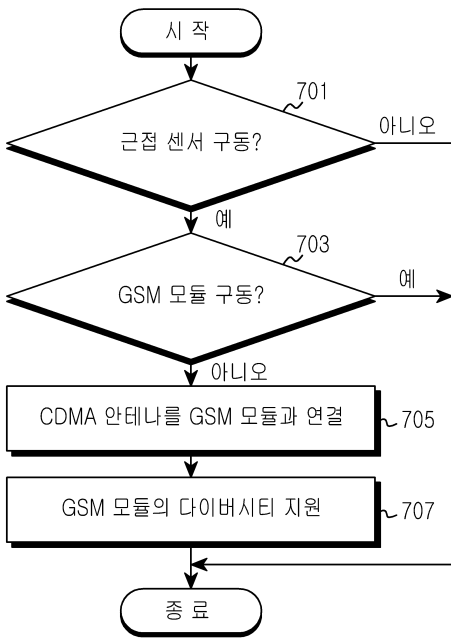 시 작
701
근접 센서 구동?
아니오
예
703
GSM 모듈 구동?
예
아니오
CDMA 안테나를 GSM 모듈과 연결
705
GSM 모듈의 다이버시티 지원
707
종 료